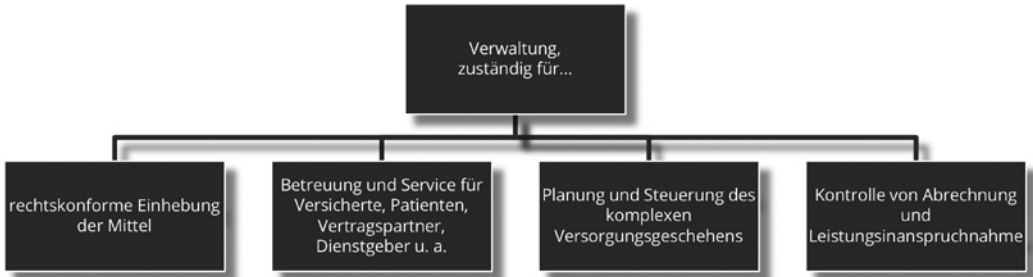 Verwaltung,
zuständig für...
rechtskonforme Einhebung
der Mittel
Betreuung und Service für
Versicherte, Patienten,
Vertragspartner,
Dienstgeber u. a.
Planung und Steuerung des
komplexen
Versorgungsgeschehens
Kontrolle von Abrechnung
und
Leistungsinanspruchnahme